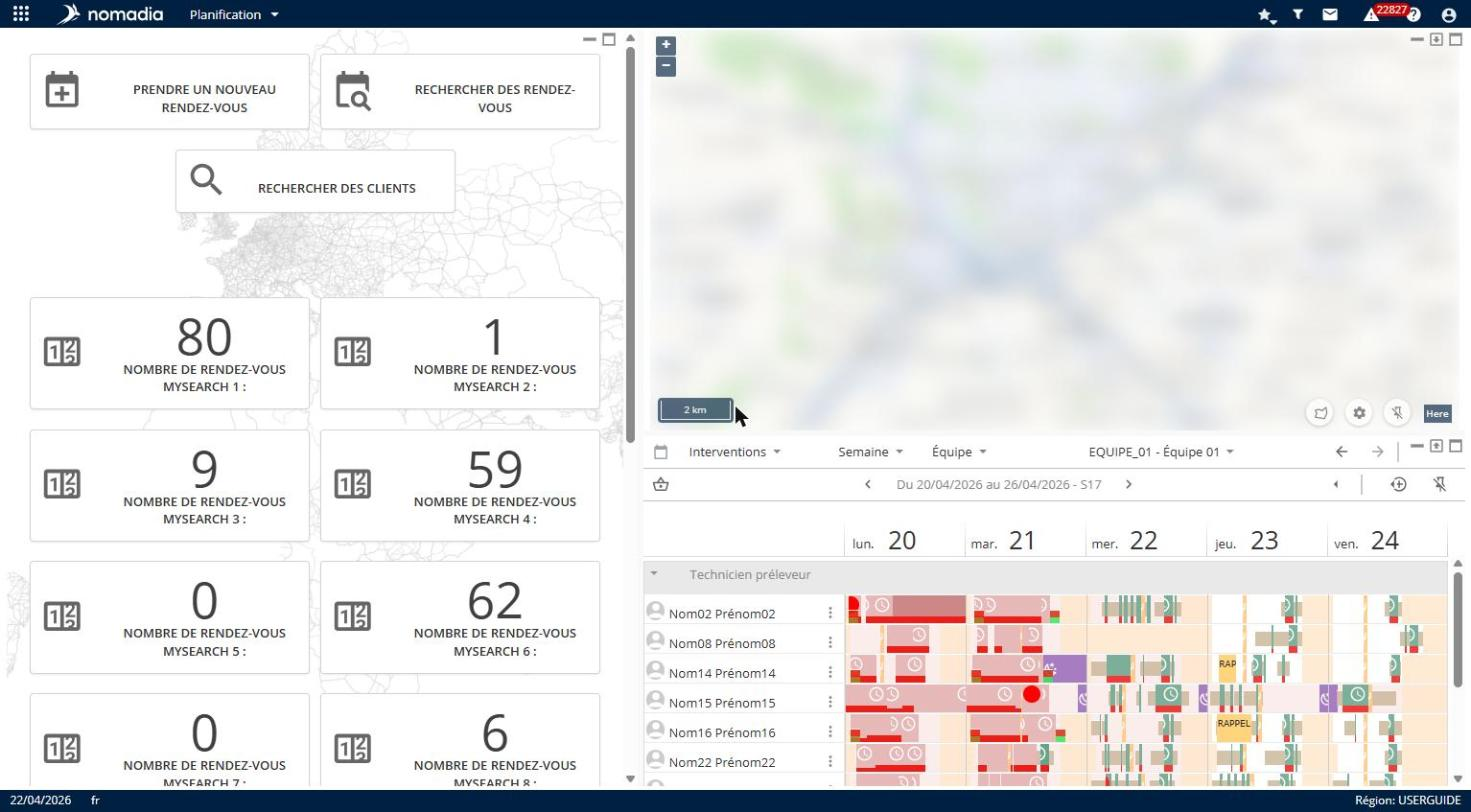 nomadia
Planification
22827
PRENDRE UN NOUVEAU
RENDEZ-VOUS
RECHERCHER DES RENDEZ-
VOUS
RECHERCHER DES CLIENTS
80
NOMBRE DE RENDEZ-VOUS
MYSEARCH 1 :
1
NOMBRE DE RENDEZ-VOUS
MYSEARCH 2 :
9
NOMBRE DE RENDEZ-VOUS
MYSEARCH 3 :
59
NOMBRE DE RENDEZ-VOUS
MYSEARCH 4 :
0
NOMBRE DE RENDEZ-VOUS
MYSEARCH 5 :
62
NOMBRE DE RENDEZ-VOUS
MYSEARCH 6 :
0
NOMBRE DE RENDEZ-VOUS
MYSEARCH 7 :
6
NOMBRE DE RENDEZ-VOUS
MYSEARCH 8 :
+
−
2 km
Here
Interventions
Semaine
Équipe
EQUIPE_01 - Équipe 01
Du 20/04/2026 au 26/04/2026 - S17
lun. 20
mar. 21
mer. 22
jeu. 23
ven. 24
Technicien préleveur
Nom02 Prénom02
Nom08 Prénom08
Nom14 Prénom14
RAP
Nom15 Prénom15
Nom16 Prénom16
RAPPEL
Nom22 Prénom22
22/04/2026
fr
Région: USERGUIDE